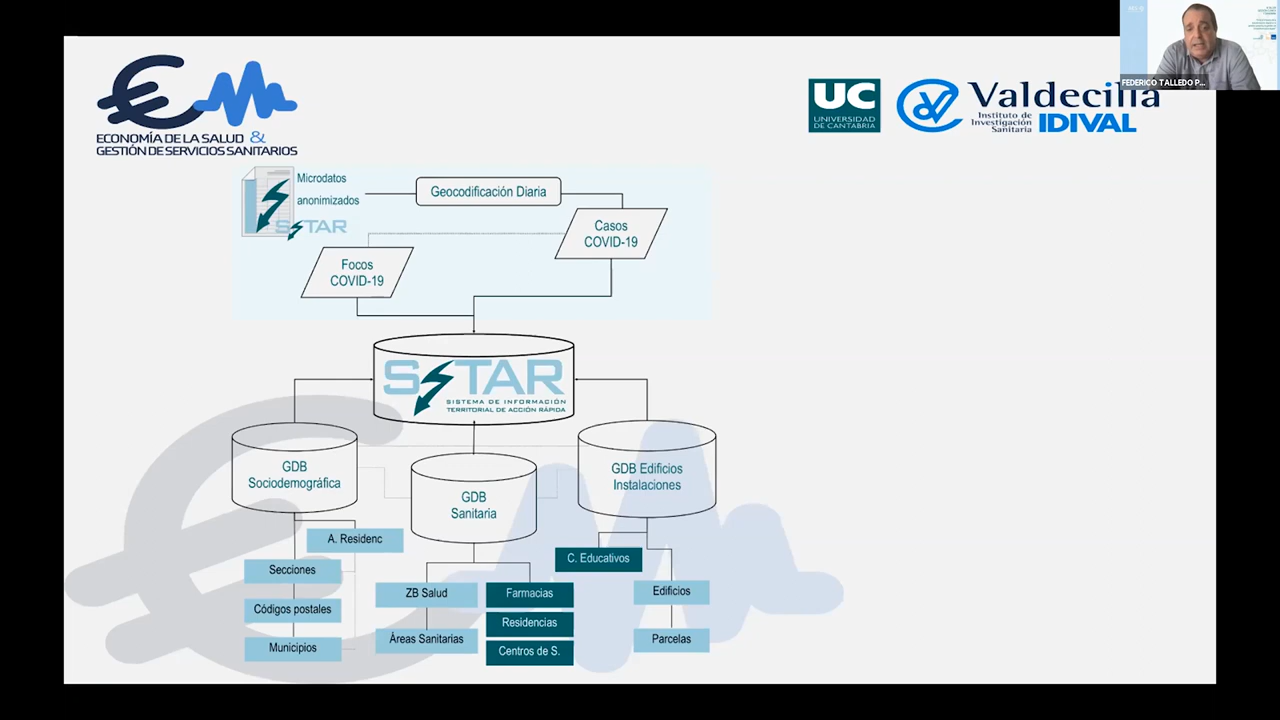 FEDERICO TALLEDO P...
ECONOMÍA DE LA SALUD &
GESTIÓN DE SERVICIOS SANITARIOS
UC
UNIVERSIDAD
DE CANTABRIA
Valdecilla
Instituto de
Investigación
Sanitaria
IDIVAL
Microdatos
anonimizados
SITAR
Geocodificación Diaria
Casos
COVID-19
Focos
COVID-19
SITAR
SISTEMA DE INFORMACIÓN
TERRITORIAL DE ACCIÓN RÁPIDA
GDB
Sociodemográfica
GDB
Sanitaria
GDB Edificios
Instalaciones
A. Residenc
Secciones
Códigos postales
Municipios
ZB Salud
Áreas Sanitarias
Farmacias
Residencias
Centros de S.
C. Educativos
Edificios
Parcelas